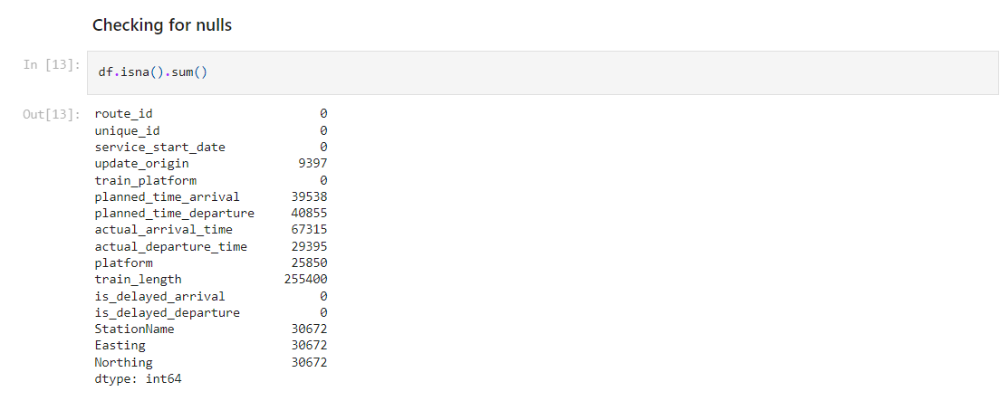 Checking for nulls
In [13]: df.isna().sum()
Out[13]: route_id 0
unique_id 0
service_start_date 0
update_origin 9397
train_platform 0
planned_time_arrival 39538
planned_time_departure 40855
actual_arrival_time 67315
actual_departure_time 29395
platform 25850
train_length 255400
is_delayed_arrival 0
is_delayed_departure 0
StationName 30672
Easting 30672
Northing 30672
dtype: int64